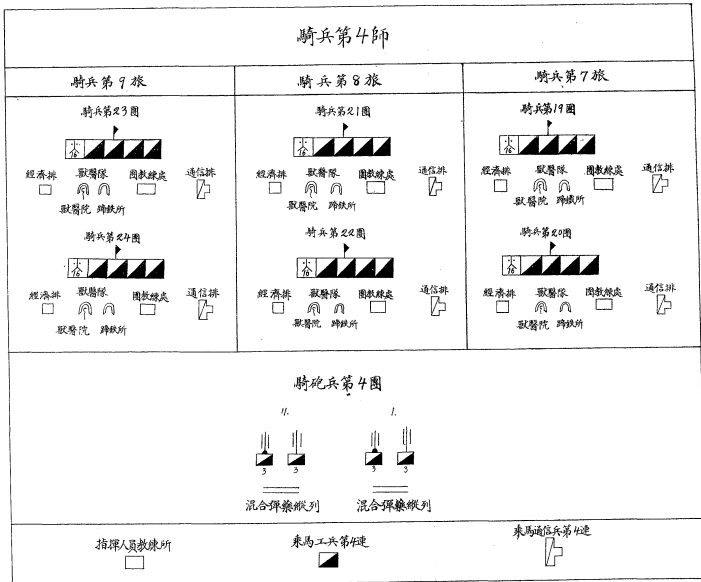 騎兵第4師
騎兵第9旅
騎兵第8旅
騎兵第7旅
騎兵第23團
16
經濟排 獸醫隊 團教練處 通信排
獸醫院 蹄鉄所
騎兵第24團
16
經濟排 獸醫隊 團教練處 通信排
獸醫院 蹄鉄所
騎兵第21團
16
經濟排 獸醫隊 團教練處 通信排
獸醫院 蹄鉄所
騎兵第22團
16
經濟排 獸醫隊 團教練處 通信排
獸醫院 蹄鉄所
騎兵第19團
16
經濟排 獸醫隊 團教練處 通信排
獸醫院 蹄鐵所
騎兵第20團
16
經濟排 獸醫隊 團教練處 通信排
獸醫院 蹄鉄所
騎砲兵第4團
11. 1.
3 3 3 3
混合彈藥縱列 混合彈藥縱列
指揮人員教練所
乘馬工兵第4連
乘馬通信兵第4連